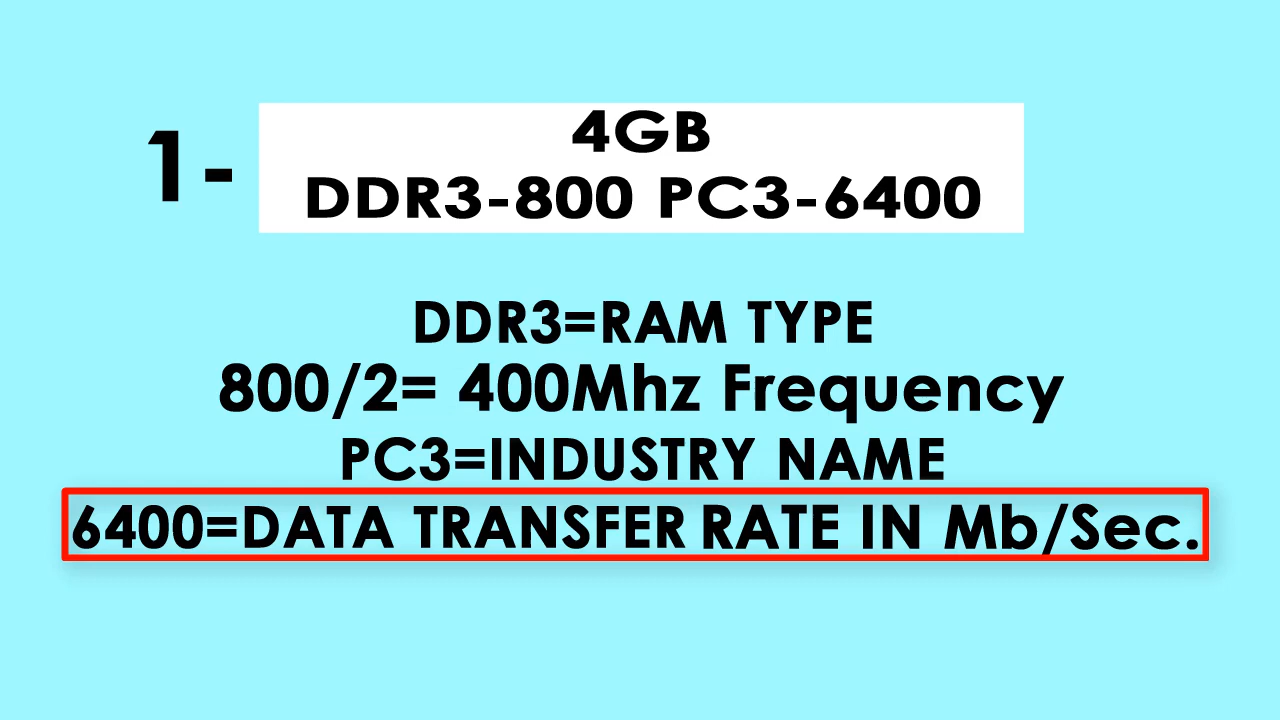 1-
4GB
DDR3-800 PC3-6400
DDR3=RAM TYPE
800/2= 400Mhz Frequency
PC3=INDUSTRY NAME
6400=DATA TRANSFER RATE IN Mb/Sec.